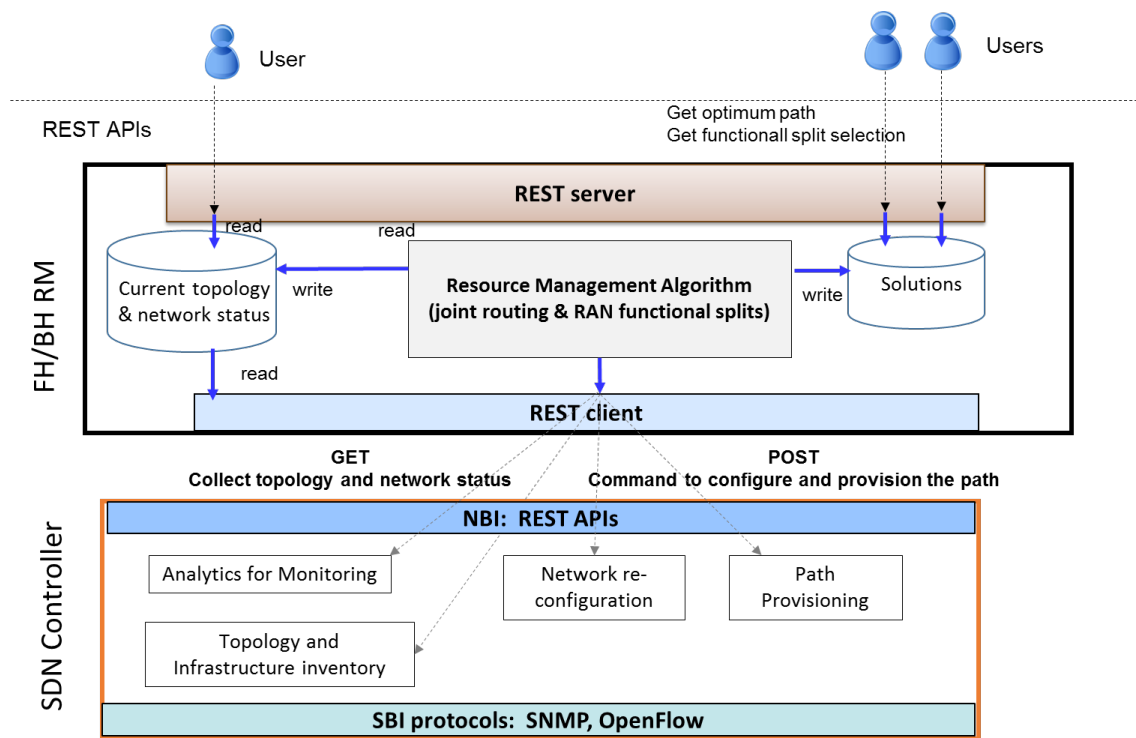 User
Users
REST APIs
Get optimum path
Get functionall split selection
REST server
read
read
FH/BH RM
Current topology
& network status
write
Resource Management Algorithm
(joint routing & RAN functional splits)
write
Solutions
read
REST client
GET
Collect topology and network status
POST
Command to configure and provision the path
SDN Controller
NBI:  REST APIs
Analytics for Monitoring
Network re-
configuration
Path
Provisioning
Topology and
Infrastructure inventory
SBI protocols:  SNMP, OpenFlow